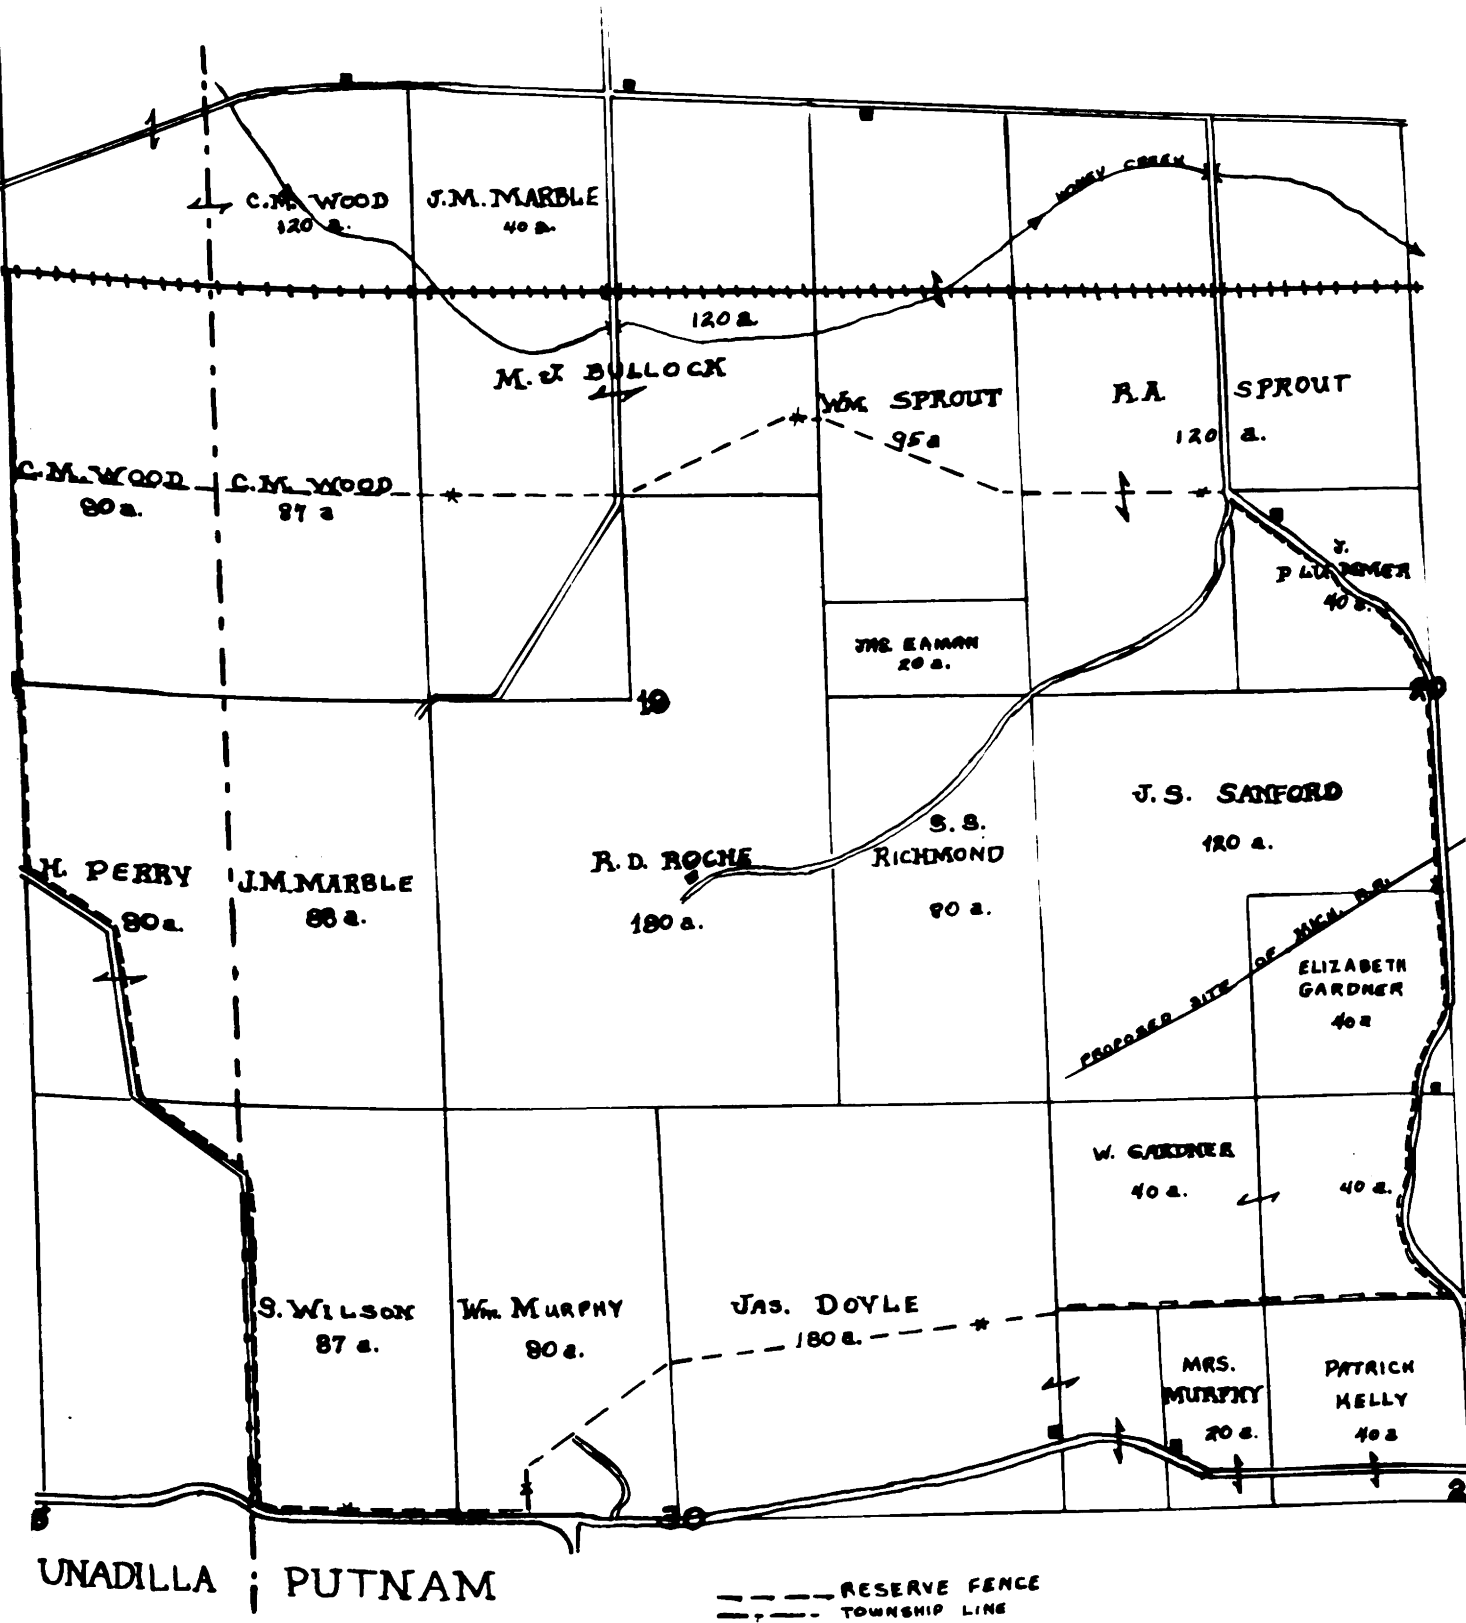 HONEY CREEK
C.M. WOOD
120 a.
J.M. MARBLE
40 a.
120 a
M. J. BULLOCK
WM. SPROUT
95 a
R.A. SPROUT
120 a.
C.M. WOOD
80 a.
C.M. WOOD
87 a
J.
PLUMMER
40 a.
JAS. EAMAN
20 a.
19
20
J.S. SANFORD
120 a.
S.S.
RICHMOND
80 a.
R.D. ROCHE
180 a.
H. PERRY
80 a.
J.M. MARBLE
88 a.
PROPOSED SITE OF MICH. R.R.
ELIZABETH
GARDNER
40 a
W. GARDNER
40 a.
40 a.
S. WILSON
87 a.
Wm. MURPHY
80 a.
JAS. DOYLE
180 a.
MRS.
MURPHY
20 a.
PATRICK
KELLY
40 a
30
2
UNADILLA
PUTNAM
RESERVE FENCE
TOWNSHIP LINE